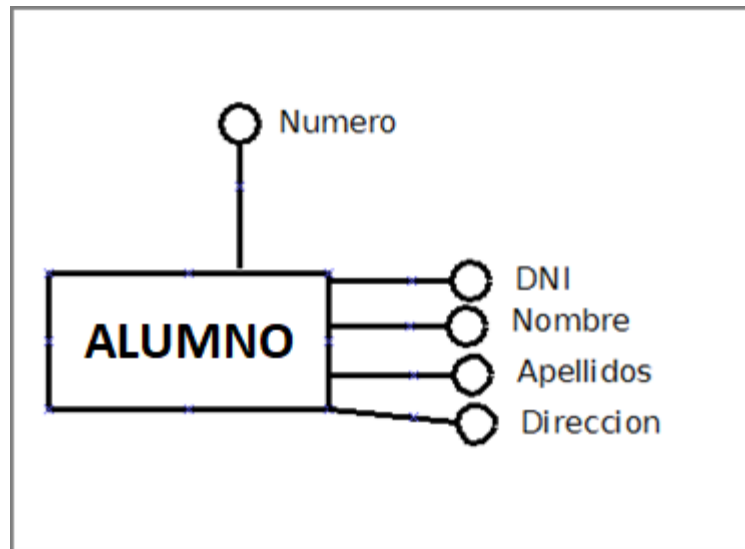 Numero
DNI
Nombre
ALUMNO
Apellidos
Direccion